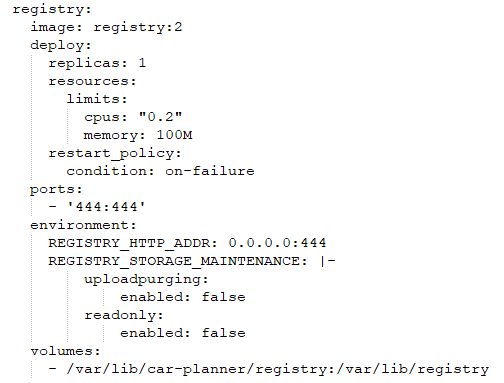 registry:
  image: registry:2
  deploy:
    replicas: 1
    resources:
      limits:
        cpus: "0.2"
        memory: 100M
    restart_policy:
      condition: on-failure
  ports:
    - '444:444'
  environment:
    REGISTRY_HTTP_ADDR: 0.0.0.0:444
    REGISTRY_STORAGE_MAINTENANCE: |-
        uploadpurging:
            enabled: false
        readonly:
            enabled: false
  volumes:
    - /var/lib/car-planner/registry:/var/lib/registry